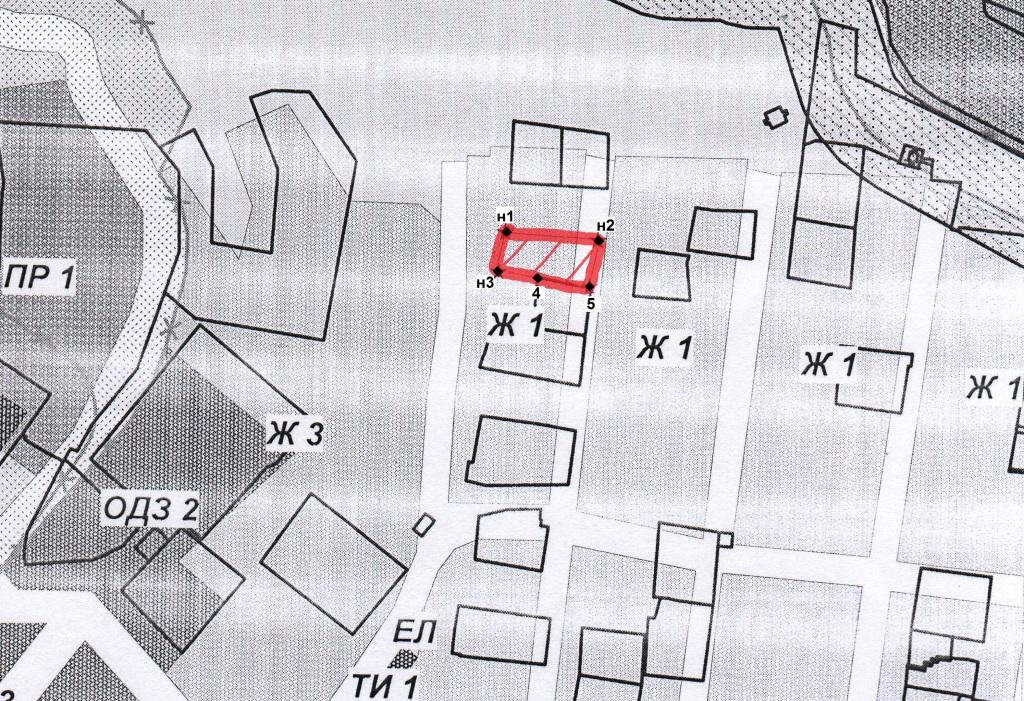 н1
н2
ПР 1
н3
4
5
Ж 1
Ж 1
Ж 1
Ж 1
Ж 3
ОДЗ 2
ЕЛ
ТИ 1